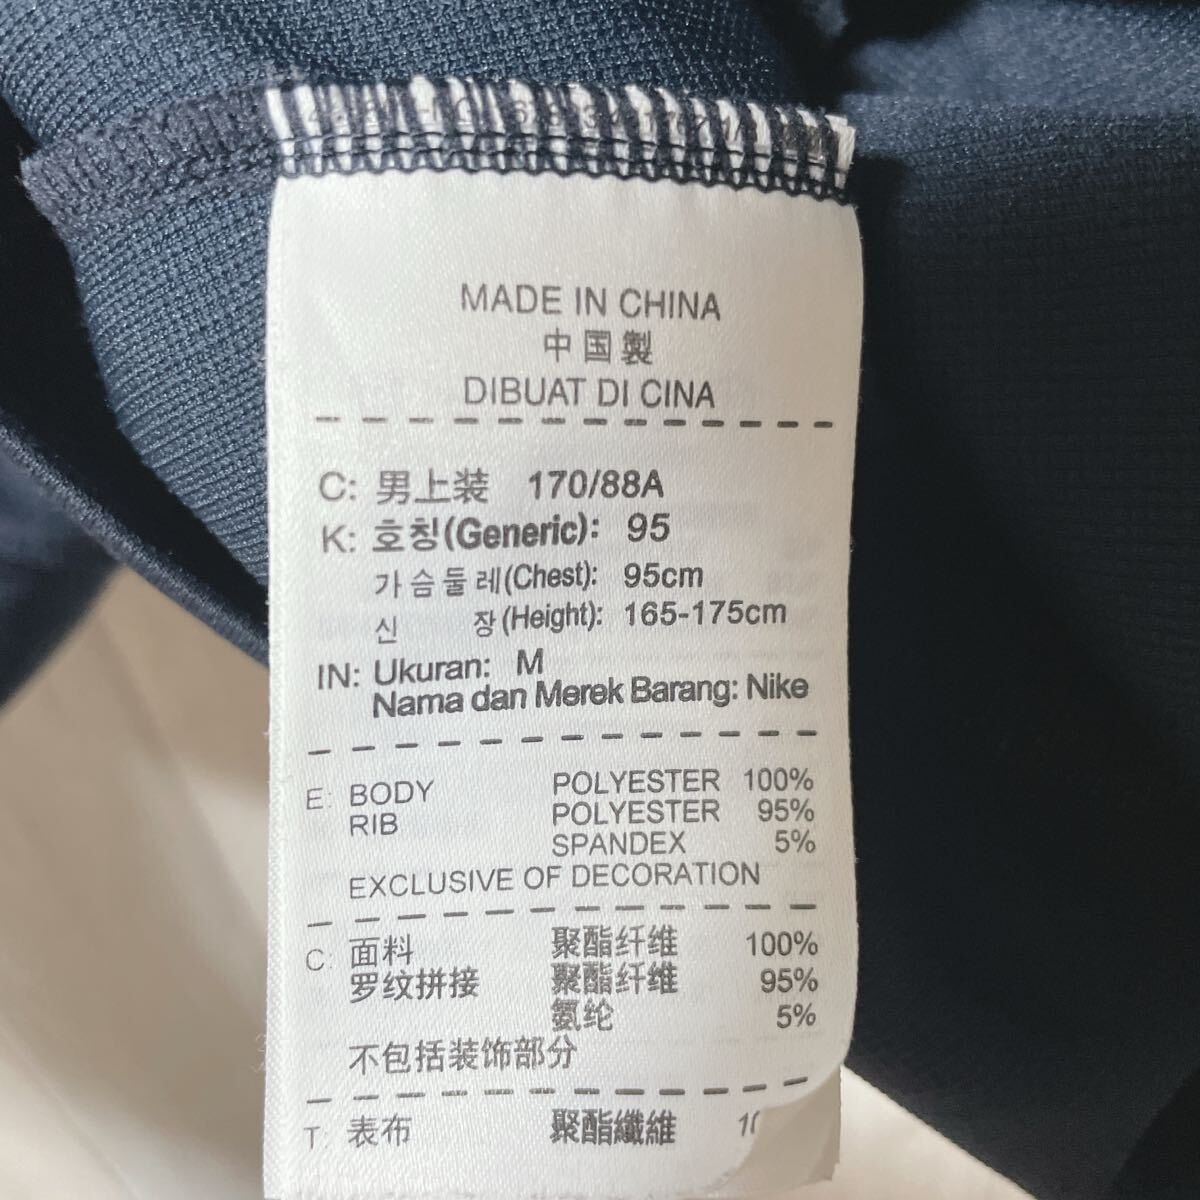 MADE IN CHINA
中国製
DIBUAT DI CINA
C: 男上装 170/88A
K: 호칭(Generic): 95
가슴둘레(Chest): 95cm
신 장(Height): 165-175cm
IN: Ukuran: M
Nama dan Merek Barang: Nike
E: BODY POLYESTER 100%
RIB POLYESTER 95%
SPANDEX 5%
EXCLUSIVE OF DECORATION
C: 面料 聚酯纤维 100%
罗纹拼接 聚酯纤维 95%
氨纶 5%
不包括装饰部分
T: 表布 聚酯纖維